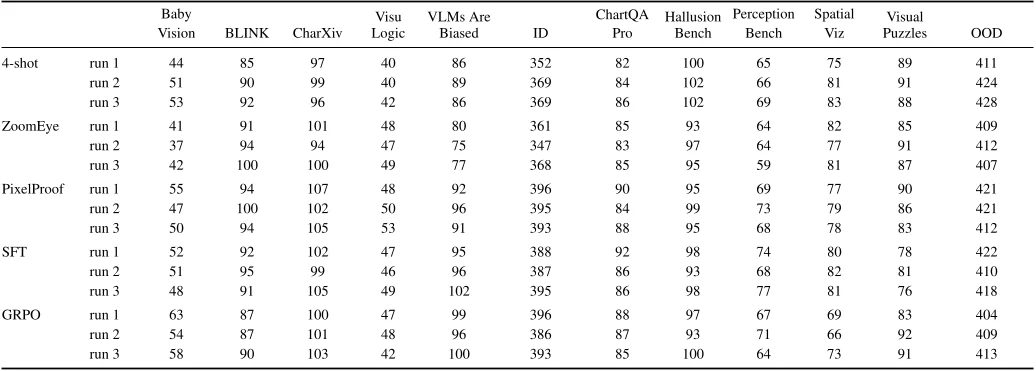 Baby Vision BLINK CharXiv Visu Logic VLMs Are Biased ID ChartQA Pro Hallusion Bench Perception Bench Spatial Viz Visual Puzzles OOD
4-shot run 1 44 85 97 40 86 352 82 100 65 75 89 411
run 2 51 90 99 40 89 369 84 102 66 81 91 424
run 3 53 92 96 42 86 369 86 102 69 83 88 428
ZoomEye run 1 41 91 101 48 80 361 85 93 64 82 85 409
run 2 37 94 94 47 75 347 83 97 64 77 91 412
run 3 42 100 100 49 77 368 85 95 59 81 87 407
PixelProof run 1 55 94 107 48 92 396 90 95 69 77 90 421
run 2 47 100 102 50 96 395 84 99 73 79 86 421
run 3 50 94 105 53 91 393 88 95 68 78 83 412
SFT run 1 52 92 102 47 95 388 92 98 74 80 78 422
run 2 51 95 99 46 96 387 86 93 68 82 81 410
run 3 48 91 105 49 102 395 86 98 77 81 76 418
GRPO run 1 63 87 100 47 99 396 88 97 67 69 83 404
run 2 54 87 101 48 96 386 87 93 71 66 92 409
run 3 58 90 103 42 100 393 85 100 64 73 91 413